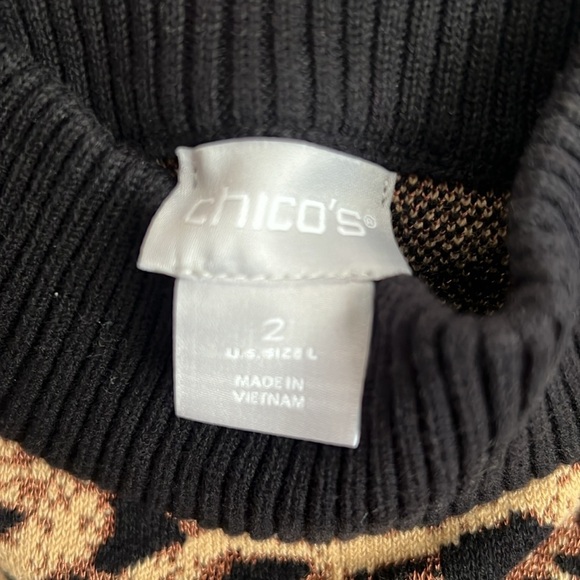 chico's®
2
U.S. SIZE L
MADE IN
VIETNAM